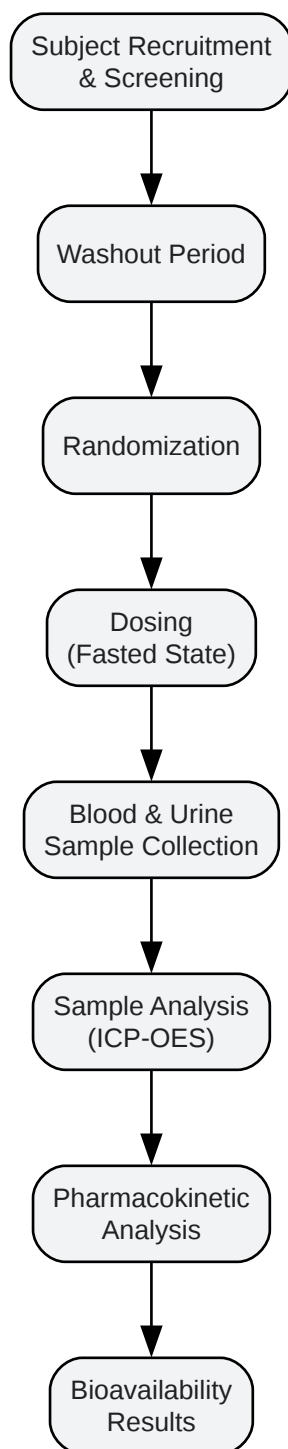 Subject Recruitment
& Screening
Washout Period
Randomization
Dosing
(Fasted State)
Blood & Urine
Sample Collection
Sample Analysis
(ICP-OES)
Pharmacokinetic
Analysis
Bioavailability
Results